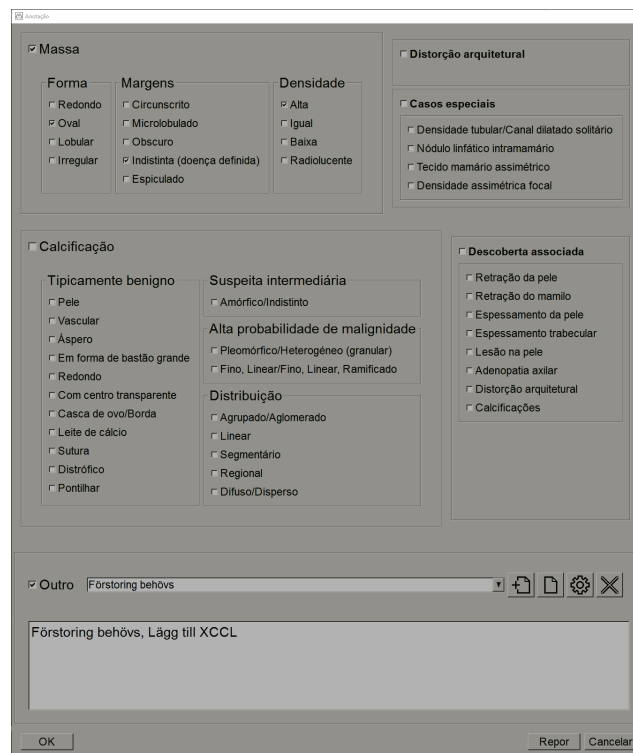 Anotação
Massa
Forma
Redondo
Oval
Lobular
Irregular
Margens
Circunscrito
Microlobulado
Obscuro
Indistinta (doença definida)
Espiculado
Densidade
Alta
Igual
Baixa
Radiolucente
Distorção arquitetural
Casos especiais
Densidade tubular/Canal dilatado solitário
Nódulo linfático intramamário
Tecido mamário assimétrico
Densidade assimétrica focal
Calcificação
Tipicamente benigno
Pele
Vascular
Áspero
Em forma de bastão grande
Redondo
Com centro transparente
Casca de ovo/Borda
Leite de cálcio
Sutura
Distrófico
Pontilhar
Suspeita intermediária
Amórfico/Indistinto
Alta probabilidade de malignidade
Pleomórfico/Heterogéneo (granular)
Fino, Linear/Fino, Linear, Ramificado
Distribuição
Agrupado/Aglomerado
Linear
Segmentário
Regional
Difuso/Disperso
Descoberta associada
Retração da pele
Retração do mamilo
Espessamento da pele
Espessamento trabecular
Lesão na pele
Adenopatia axilar
Distorção arquitetural
Calcificações
Outro
Förstoring behövs
Förstoring behövs, Lägg till XCCL
OK
Repor
Cancelar